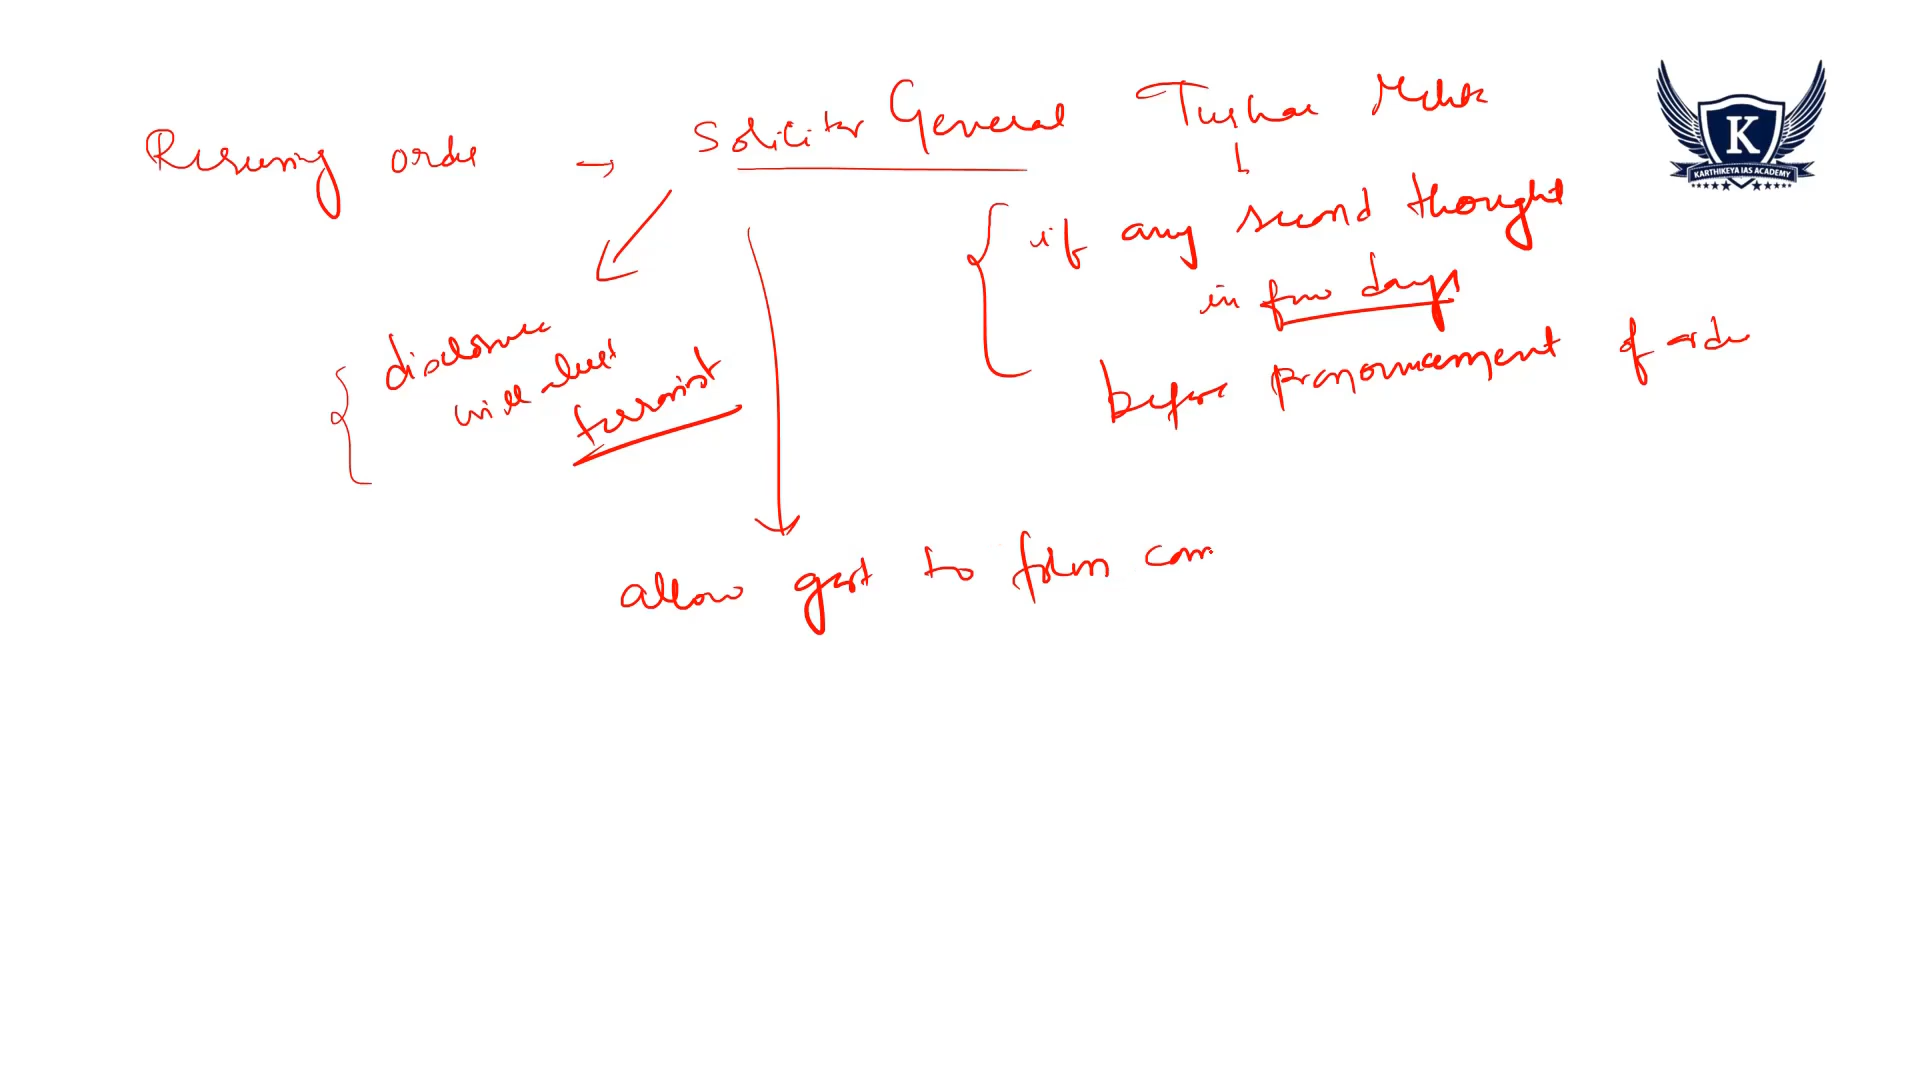 Reserving order → Solicitor General Tushar Mehta
if any second thought
in few days
before pronouncement of order
disclosure
will alert
terrorist
allow govt to form com
K
KARTHIKEYA IAS ACADEMY